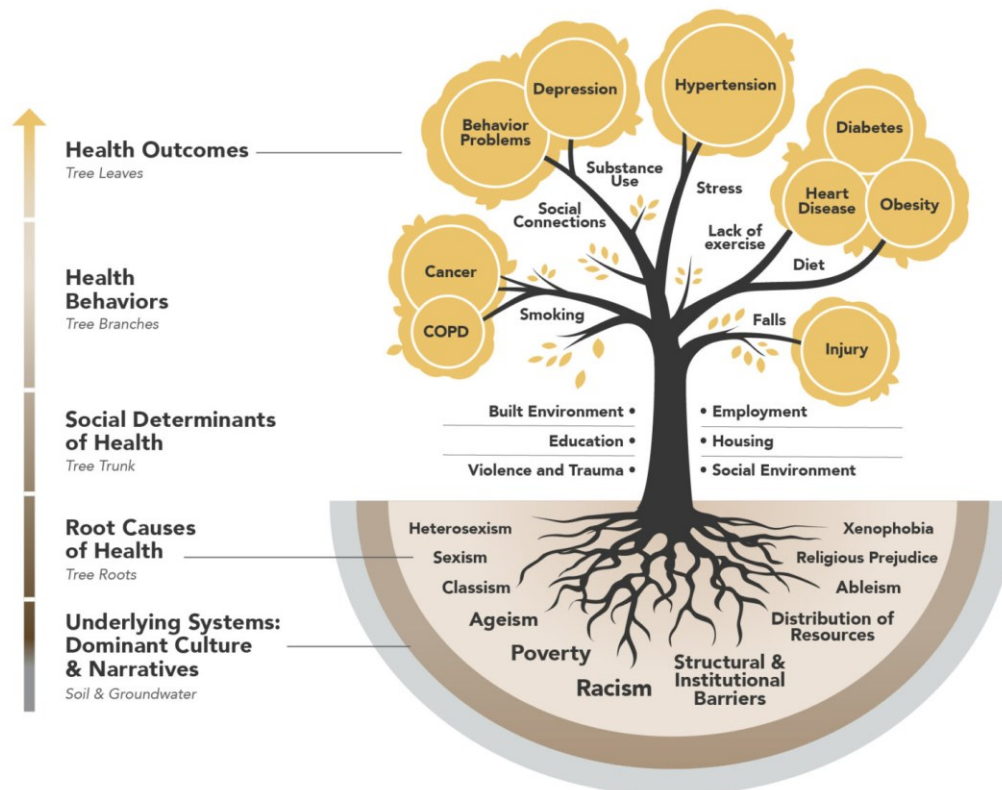 Health Outcomes
Tree Leaves
Health
Behaviors
Tree Branches
Social Determinants
of Health
Tree Trunk
Root Causes
of Health
Tree Roots
Underlying Systems:
Dominant Culture
& Narratives
Soil & Groundwater
Depression
Behavior
Problems
Hypertension
Diabetes
Heart
Disease
Obesity
Cancer
COPD
Injury
Substance
Use
Social
Connections
Stress
Lack of
exercise
Diet
Smoking
Falls
Built Environment •
Education •
Violence and Trauma •
• Employment
• Housing
• Social Environment
Heterosexism
Sexism
Classism
Ageism
Poverty
Racism
Structural &
Institutional
Barriers
Distribution of
Resources
Ableism
Religious Prejudice
Xenophobia